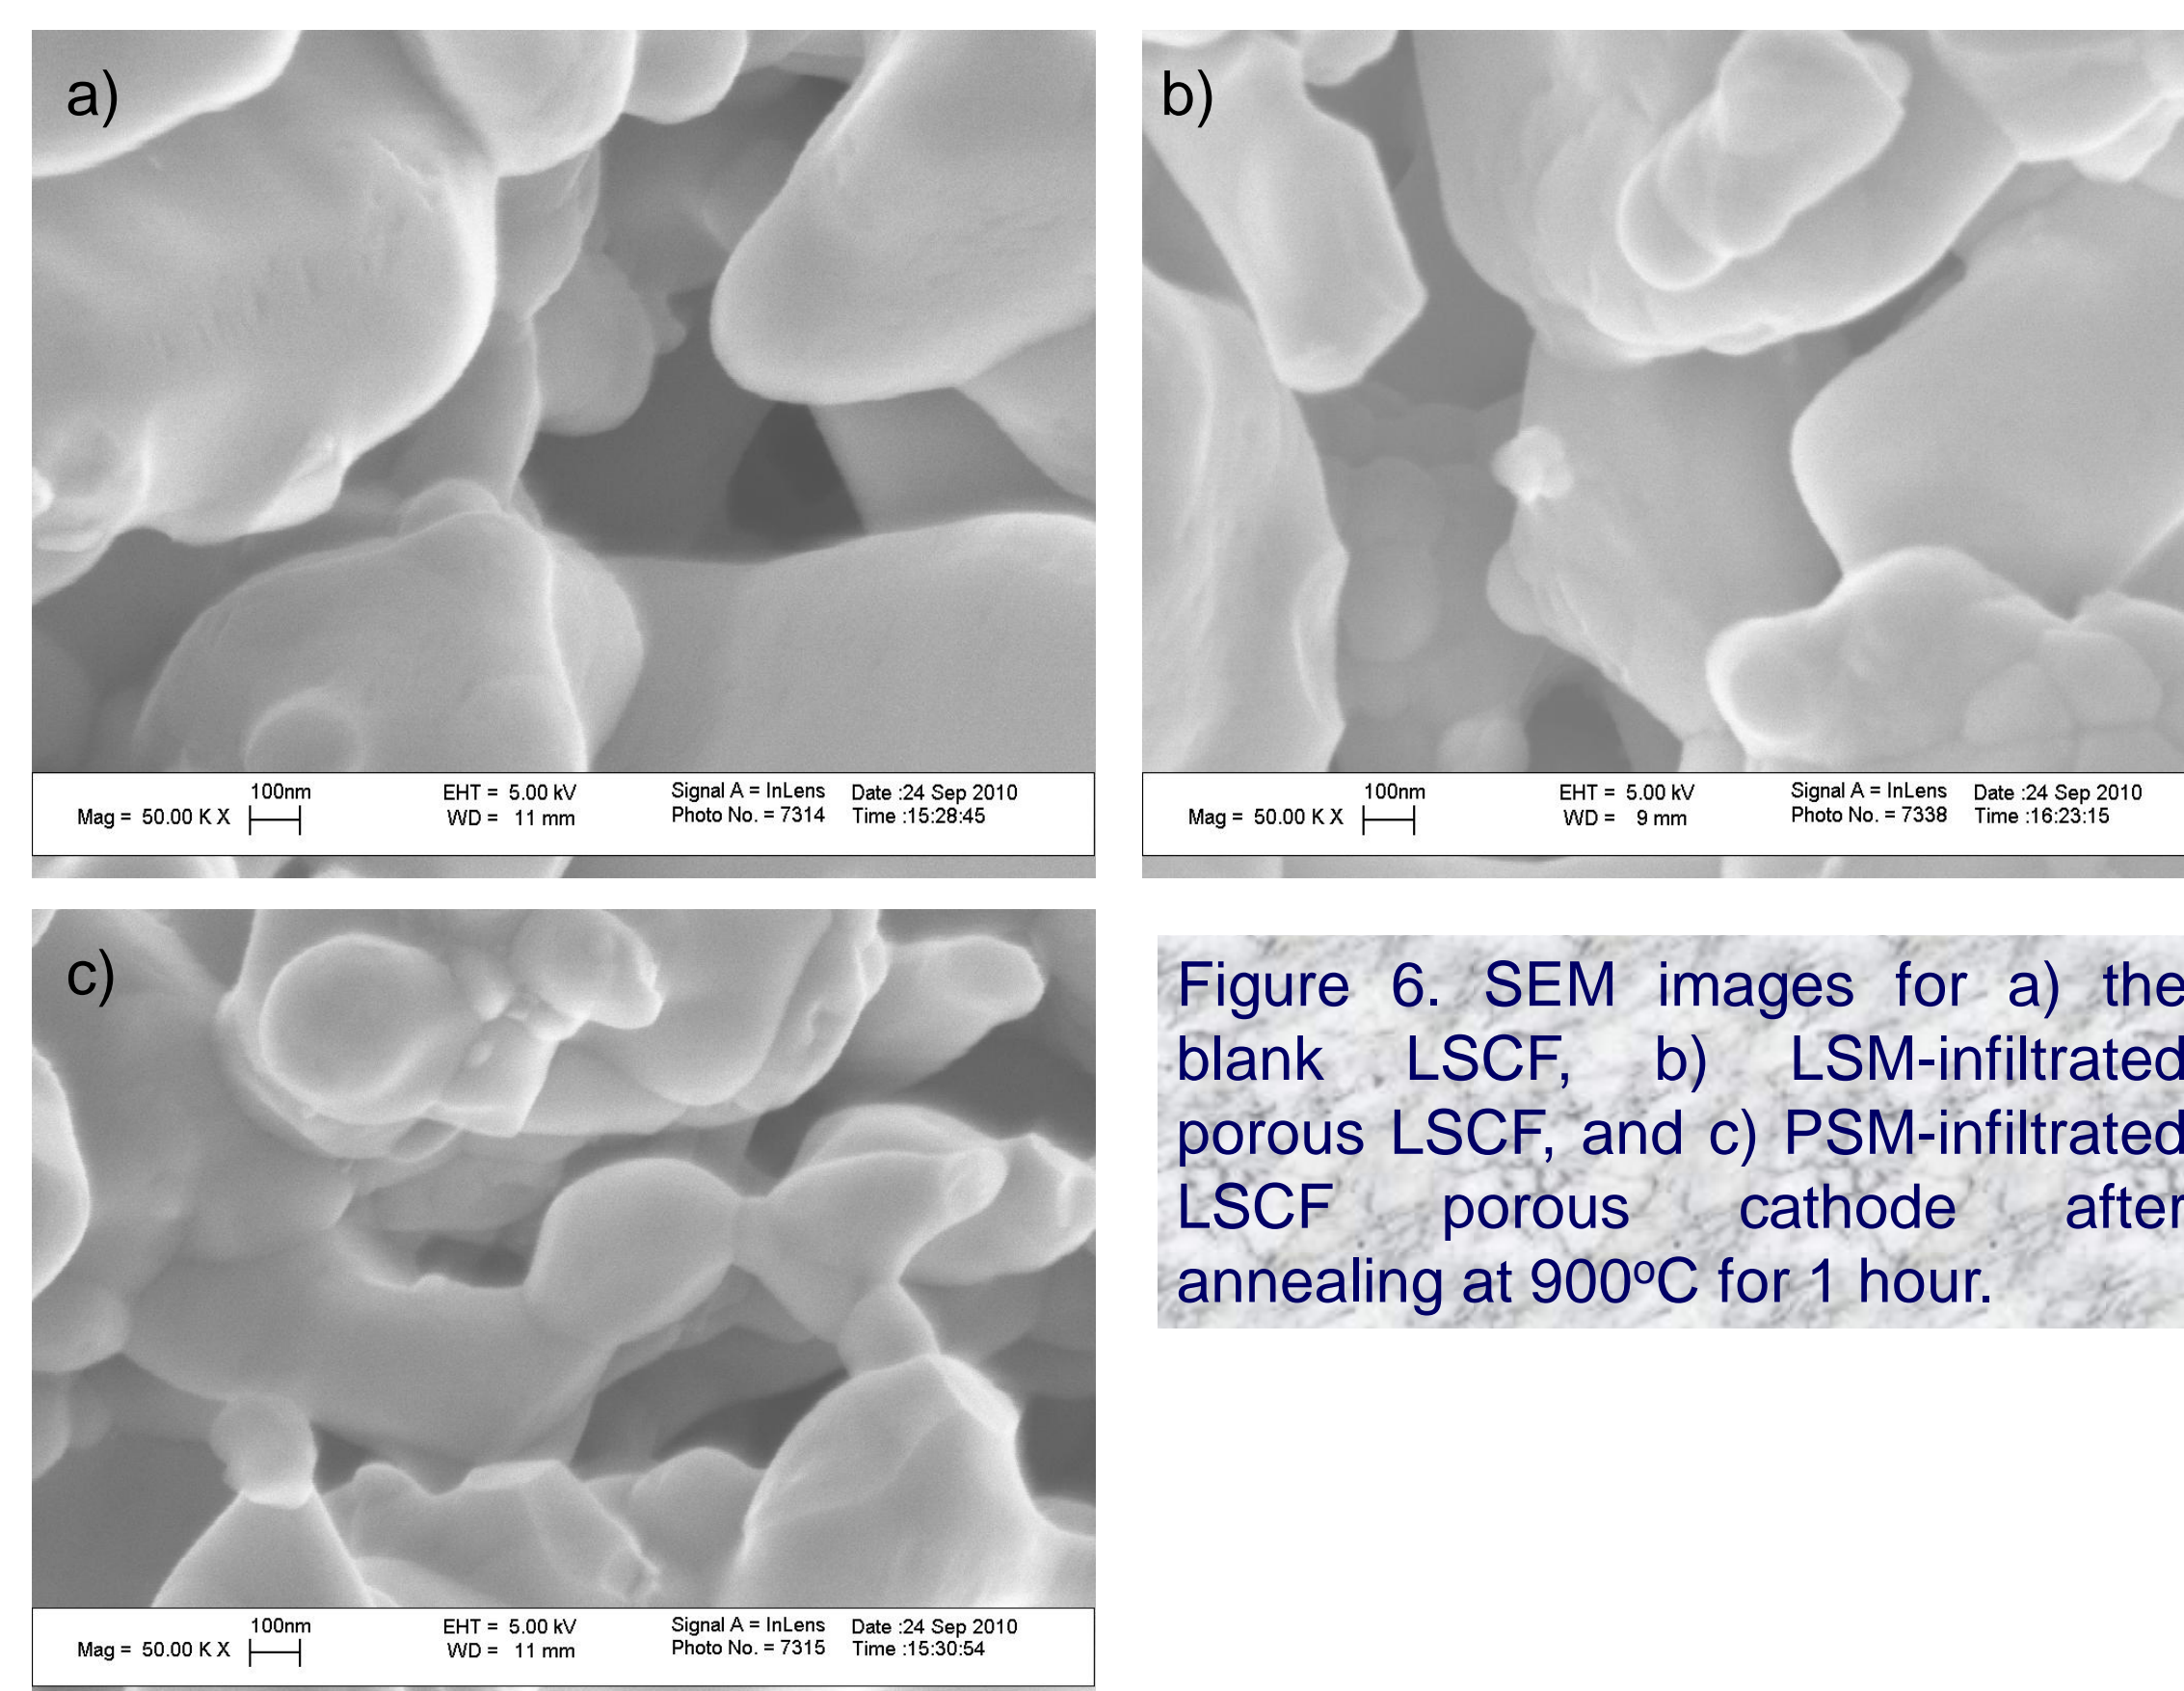 a)
100nm
Mag = 50.00 K X
EHT = 5.00 kV
WD = 11 mm
Signal A = InLens
Photo No. = 7314
Date :24 Sep 2010
Time :15:28:45
b)
100nm
Mag = 50.00 K X
EHT = 5.00 kV
WD = 9 mm
Signal A = InLens
Photo No. = 7338
Date :24 Sep 2010
Time :16:23:15
c)
100nm
Mag = 50.00 K X
EHT = 5.00 kV
WD = 11 mm
Signal A = InLens
Photo No. = 7315
Date :24 Sep 2010
Time :15:30:54
Figure 6. SEM images for a) the
blank LSCF, b) LSM-infiltrated
porous LSCF, and c) PSM-infiltrated
LSCF porous cathode after
annealing at 900ºC for 1 hour.